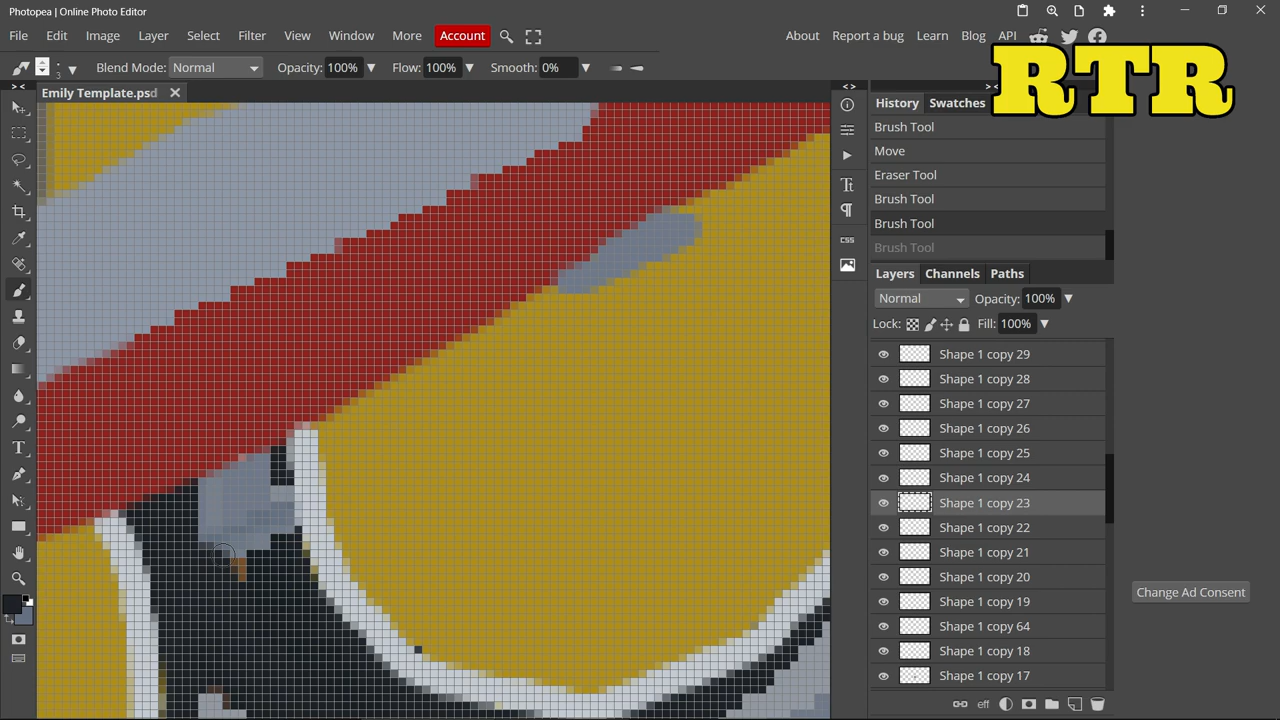 Photopea | Online Photo Editor
File Edit Image Layer Select Filter View Window More Account
About Report a bug Learn Blog API
3 Blend Mode: Normal Opacity: 100% Flow: 100% Smooth: 0%
RTR
Emily Template.psd
History Swatches
Brush Tool
Move
Eraser Tool
Brush Tool
Brush Tool
Brush Tool
css
Layers Channels Paths
Normal Opacity: 100%
Lock: Fill: 100%
Shape 1 copy 29
Shape 1 copy 28
Shape 1 copy 27
Shape 1 copy 26
Shape 1 copy 25
Shape 1 copy 24
Shape 1 copy 23
Shape 1 copy 22
Shape 1 copy 21
Shape 1 copy 20
Shape 1 copy 19
Shape 1 copy 64
Shape 1 copy 18
Shape 1 copy 17
eff
Change Ad Consent